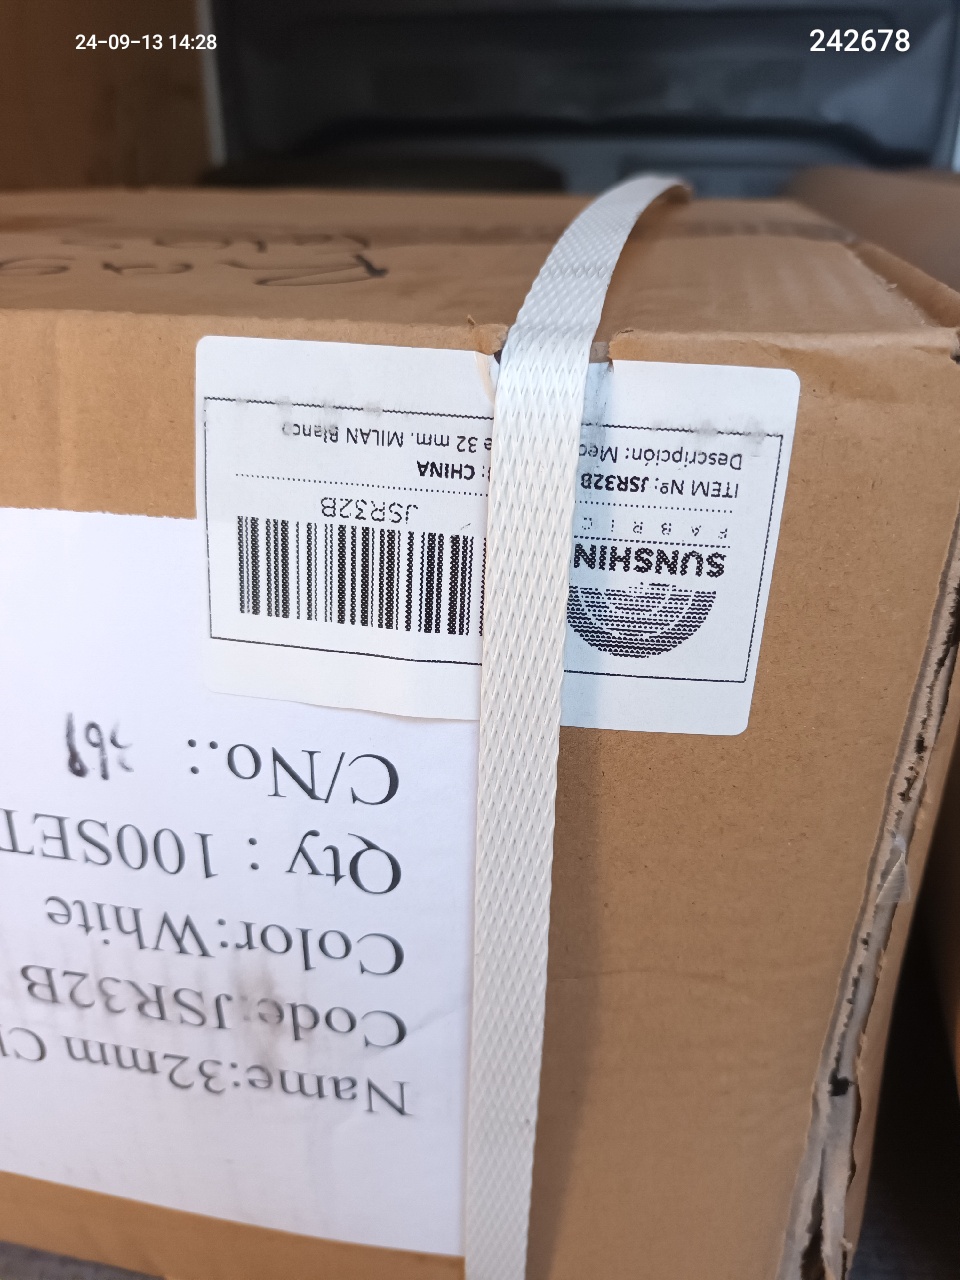 24-09-13 14:28
242678
SUNSHIN
FABRIC
ITEM Nº: JSR32B
: CHINA
Descripción: Mec
e 32 mm. MILAN Blanco
JSR32B
Name:32mm
Code:JSR32B
Color:White
Qty : 100SET
C/No.: